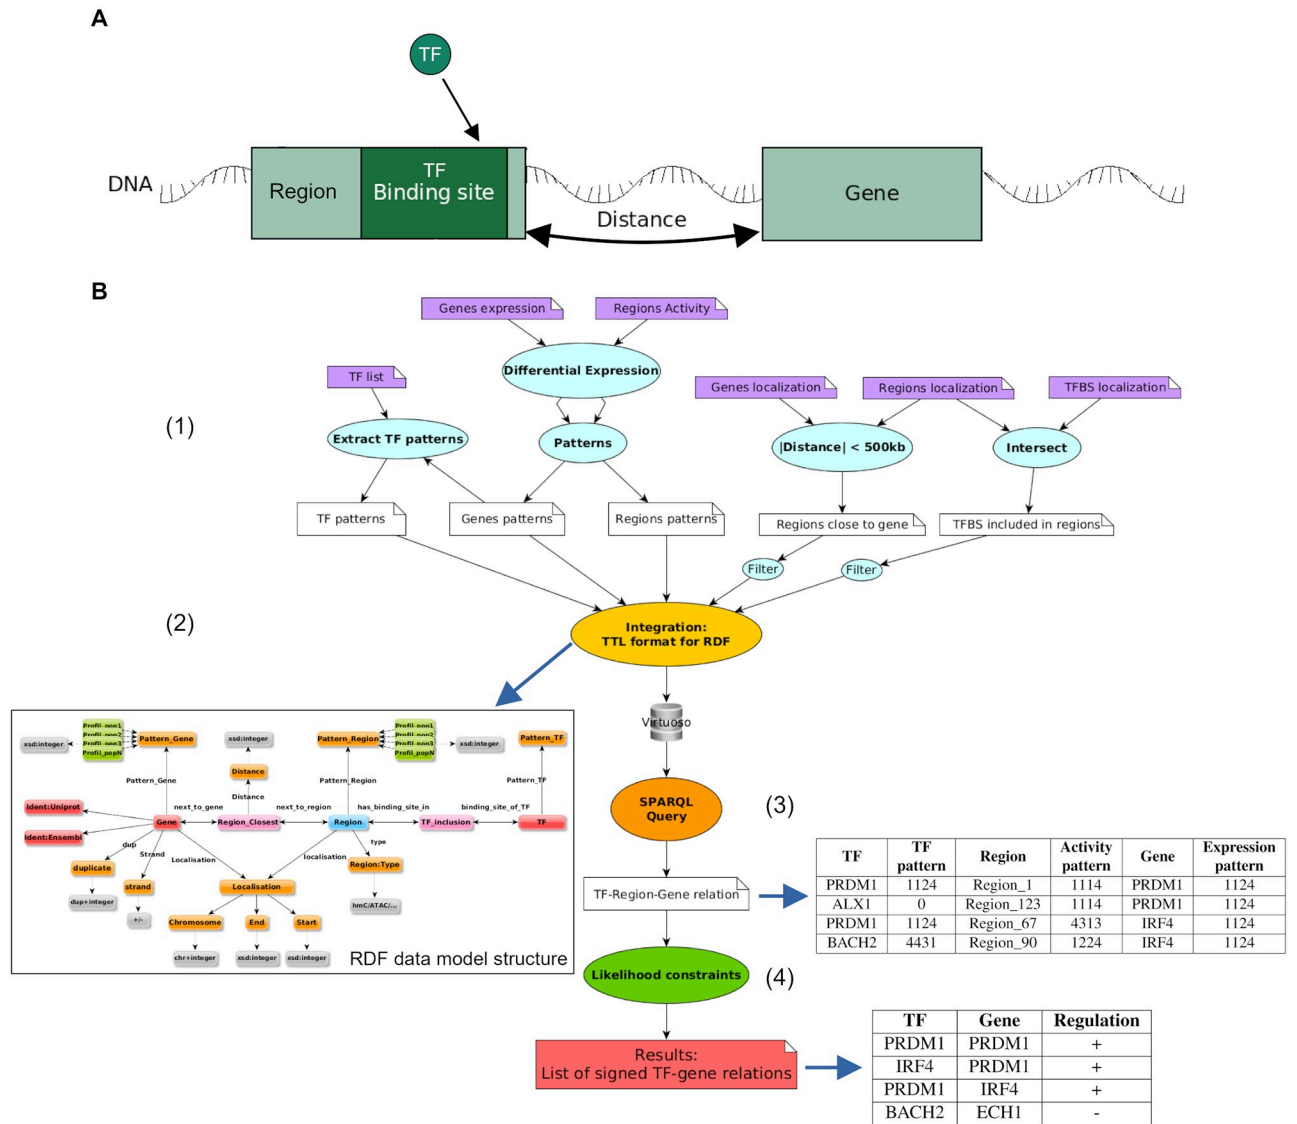 A
TF
DNA
Region
TF
Binding site
Distance
Gene
B
Genes expression
Regions Activity
Differential Expression
TF list
Genes localization
Regions localization
TFBS localization
(1)
Extract TF patterns
Patterns
|Distance| < 500kb
Intersect
TF patterns
Genes patterns
Regions patterns
Regions close to gene
TFBS included in regions
Filter
Filter
(2)
Integration:
TTL format for RDF
Virtuoso
xsd:integer
Profil_pop1
Profil_pop2
Profil_pop3
Profil_popN
Pattern_Gene
xsd:integer
Pattern_Region
Profil_pop1
Profil_pop2
Profil_pop3
Profil_popN
xsd:integer
Pattern_TF
Distance
Pattern_Gene
Distance
Pattern_Region
Pattern_TF
ident:Uniprot
next_to_gene
next_to_region
has_binding_site_in
binding_site_of_TF
Gene
Region_Closest
Region
TF_inclusion
TF
ident:Ensembl
dup
Strand
Localisation
localisation
type
duplicate
strand
Localisation
Region:Type
dup+integer
+/-
hmC/ATAC/...
Chromosome
End
Start
chr+integer
xsd:integer
xsd:integer
RDF data model structure
SPARQL
Query
(3)
TF-Region-Gene relation
TF TF pattern Region Activity pattern Gene Expression pattern
PRDM1 1124 Region_1 1114 PRDM1 1124
ALX1 0 Region_123 1114 PRDM1 1124
PRDM1 1124 Region_67 4313 IRF4 1124
BACH2 4431 Region_90 1224 IRF4 1124
Likelihood constraints
(4)
Results:
List of signed TF-gene relations
TF Gene Regulation
PRDM1 PRDM1 +
IRF4 PRDM1 +
PRDM1 IRF4 +
BACH2 ECH1 -